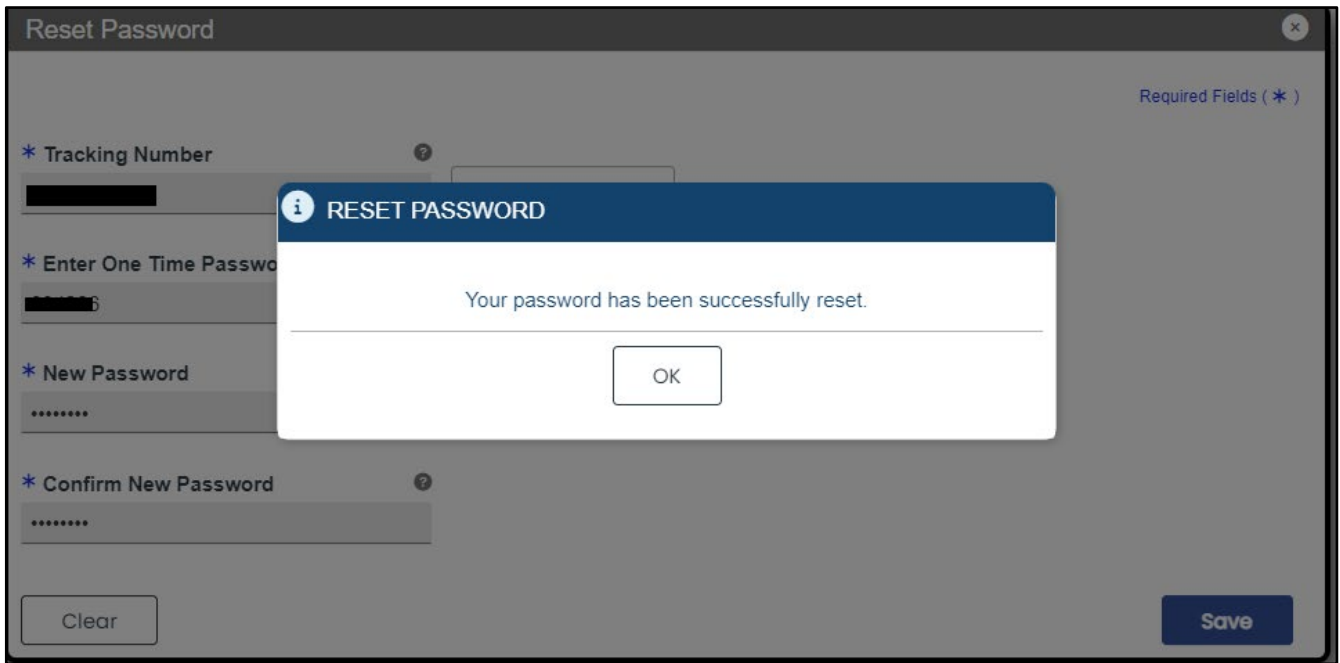 Reset Password
Required Fields ( * )
* Tracking Number
RESET PASSWORD
* Enter One Time Passwo
Your password has been successfully reset.
* New Password
OK
* Confirm New Password
Clear
Save